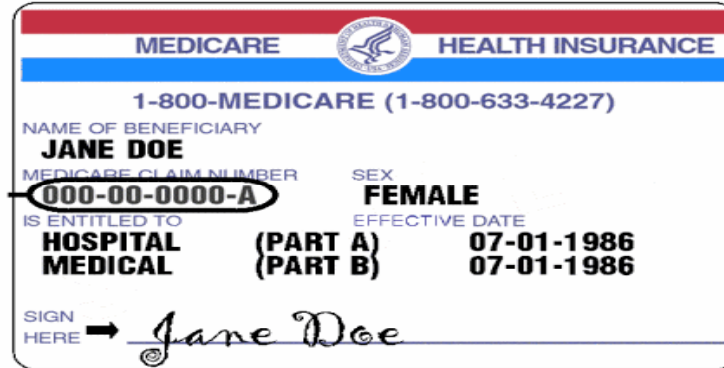 MEDICARE HEALTH INSURANCE
1-800-MEDICARE (1-800-633-4227)
NAME OF BENEFICIARY
JANE DOE
MEDICARE CLAIM NUMBER SEX
000-00-0000-A FEMALE
IS ENTITLED TO EFFECTIVE DATE
HOSPITAL (PART A) 07-01-1986
MEDICAL (PART B) 07-01-1986
SIGN
HERE Jane Doe